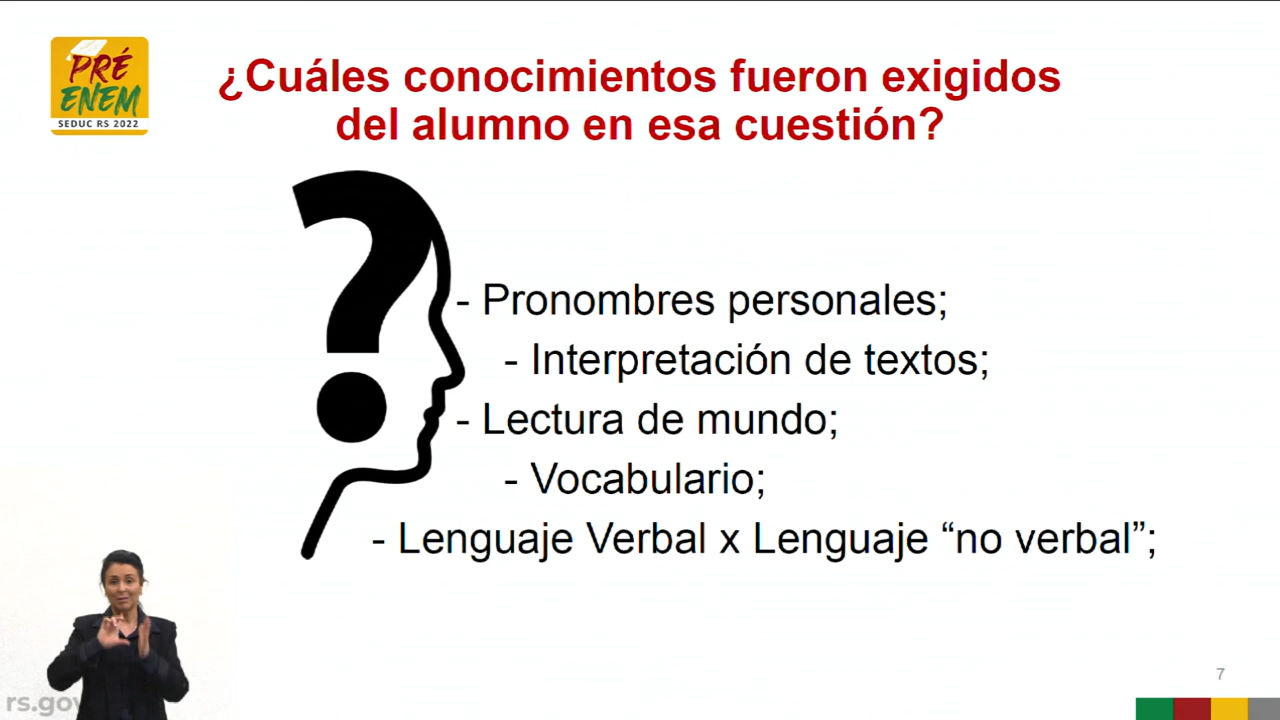 PRÉ
ENEM
SEDUC RS 2022
¿Cuáles conocimientos fueron exigidos
del alumno en esa cuestión?
- Pronombres personales;
- Interpretación de textos;
- Lectura de mundo;
- Vocabulario;
- Lenguaje Verbal x Lenguaje “no verbal”;
7
rs.gov